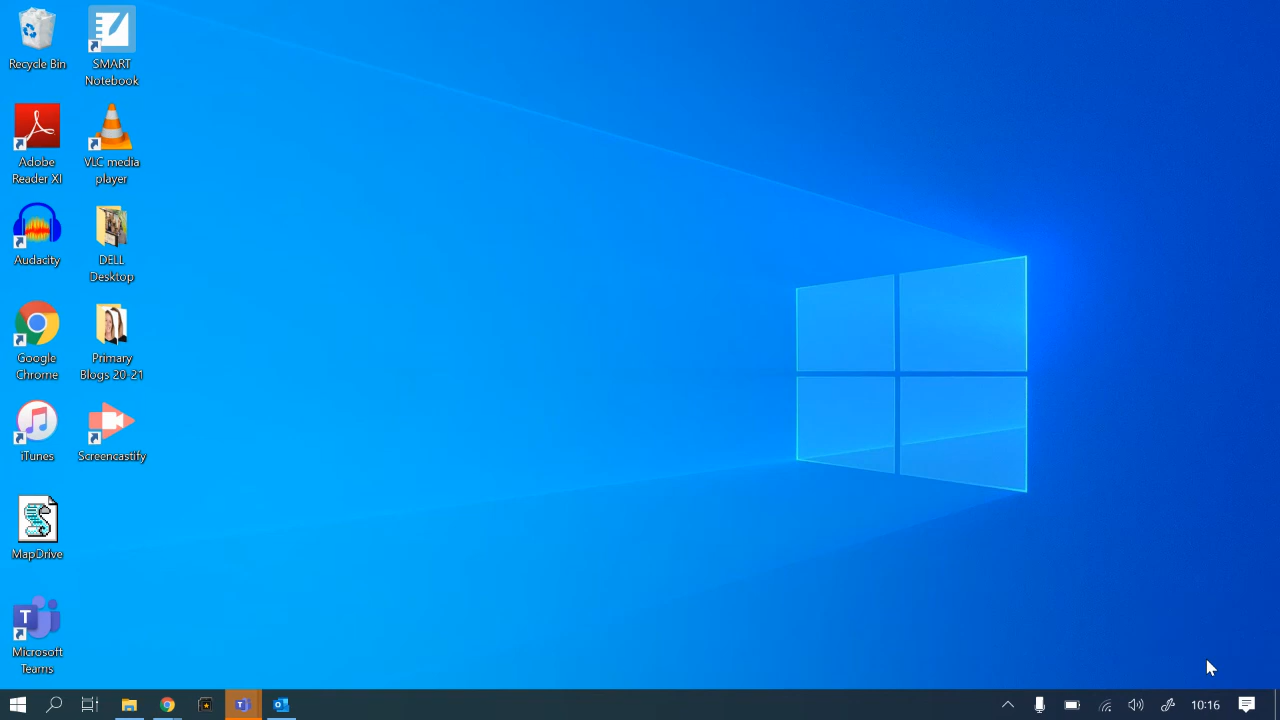 Recycle Bin
SMART
Notebook
Adobe
Reader XI
VLC media
player
Audacity
DELL
Desktop
Google
Chrome
Primary
Blogs 20-21
iTunes
Screencastify
MapDrive
T
Microsoft
Teams
10:16